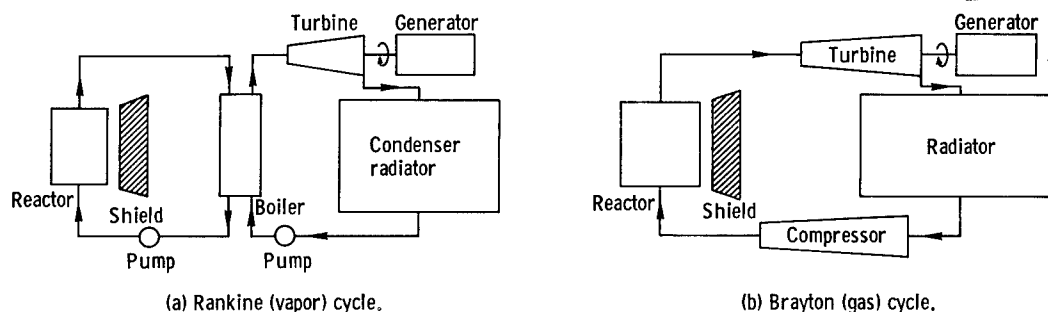 Turbine
Generator
Condenser
radiator
Reactor
Shield
Boiler
Pump
Pump
(a) Rankine (vapor) cycle.
Generator
Turbine
Radiator
Reactor
Shield
Compressor
(b) Brayton (gas) cycle.